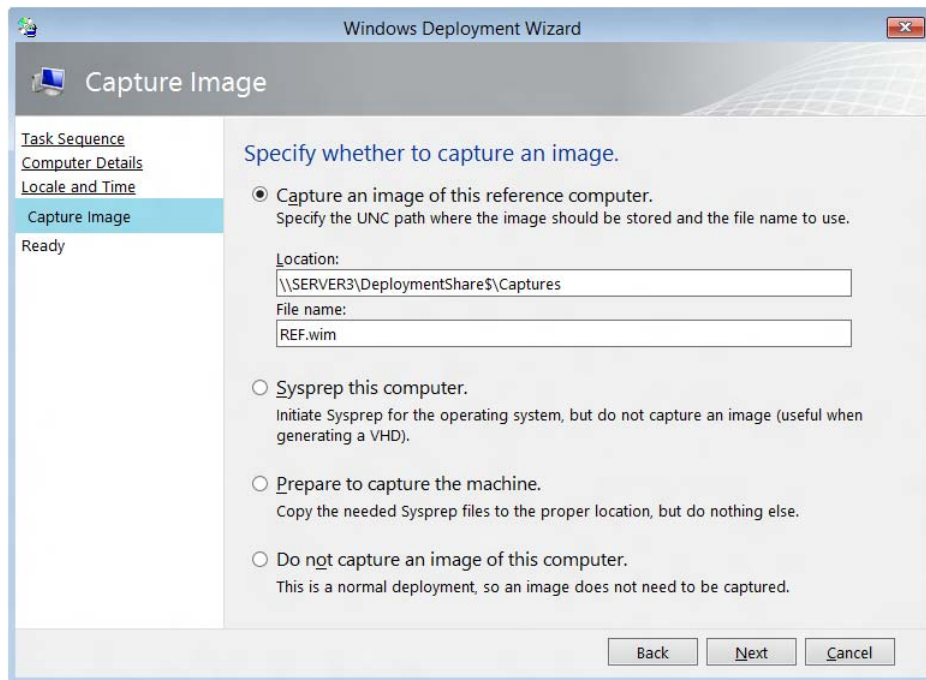 Windows Deployment Wizard
Capture Image
Task Sequence
Computer Details
Locale and Time
Capture Image
Ready
Specify whether to capture an image.
Capture an image of this reference computer.
Specify the UNC path where the image should be stored and the file name to use.
Location:
\\SERVER3\DeploymentShare$\Captures
File name:
REF.wim
Sysprep this computer.
Initiate Sysprep for the operating system, but do not capture an image (useful when
generating a VHD).
Prepare to capture the machine.
Copy the needed Sysprep files to the proper location, but do nothing else.
Do not capture an image of this computer.
This is a normal deployment, so an image does not need to be captured.
Back
Next
Cancel